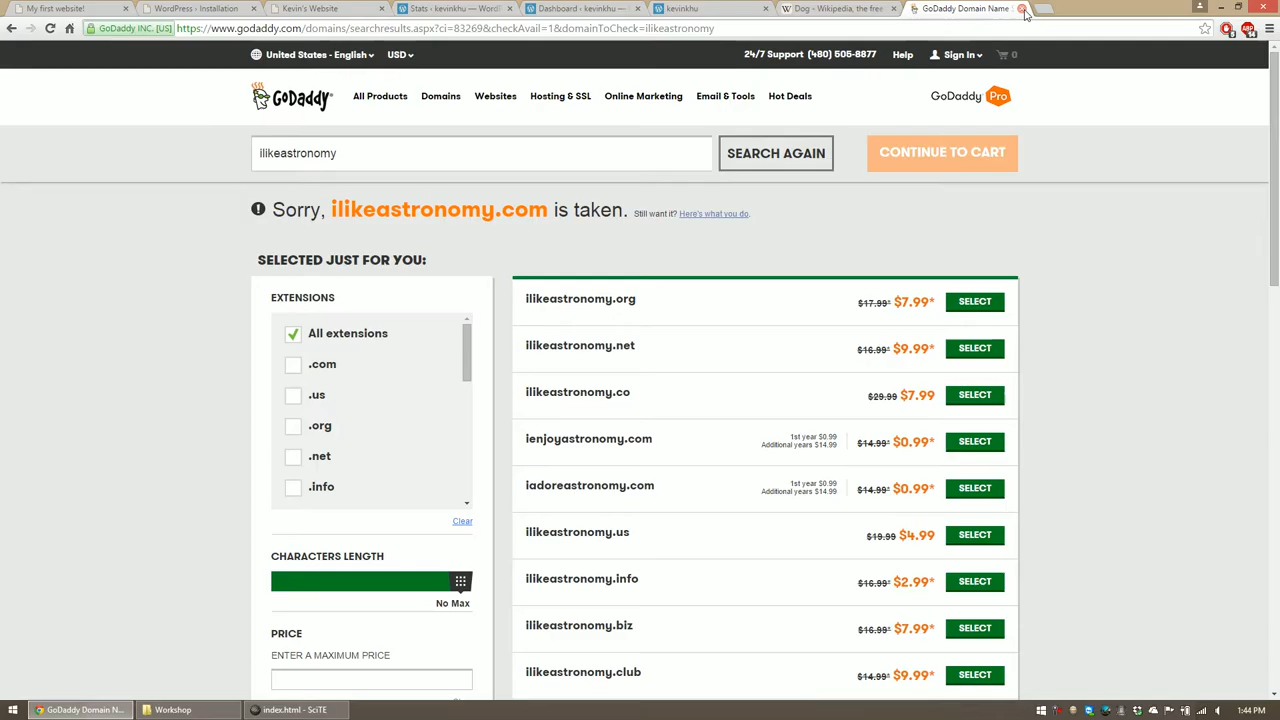 My first website!
WordPress › Installation
Kevin's Website
Stats ‹ kevinkhu — WordP
Dashboard ‹ kevinkhu —
kevinkhu
Dog - Wikipedia, the free
GoDaddy Domain Name
GoDaddy INC. [US]
https://www.godaddy.com/domains/searchresults.aspx?ci=83269&checkAvail=1&domainToCheck=ilikeastronomy
United States - English
USD
24/7 Support (480) 505-8877
Help
Sign In
0
GoDaddy
All Products
Domains
Websites
Hosting & SSL
Online Marketing
Email & Tools
Hot Deals
GoDaddy Pro
ilikeastronomy
SEARCH AGAIN
CONTINUE TO CART
Sorry, ilikeastronomy.com is taken. Still want it? Here's what you do.
SELECTED JUST FOR YOU:
EXTENSIONS
All extensions
.com
.us
.org
.net
.info
Clear
CHARACTERS LENGTH
No Max
PRICE
ENTER A MAXIMUM PRICE
ilikeastronomy.org $17.99* $7.99* SELECT
ilikeastronomy.net $16.99* $9.99* SELECT
ilikeastronomy.co $29.99 $7.99 SELECT
ienjoyastronomy.com 1st year $0.99 Additional years $14.99 $14.99* $0.99* SELECT
iadoreastronomy.com 1st year $0.99 Additional years $14.99 $14.99* $0.99* SELECT
ilikeastronomy.us $19.99 $4.99 SELECT
ilikeastronomy.info $16.99* $2.99* SELECT
ilikeastronomy.biz $16.99* $7.99* SELECT
ilikeastronomy.club $14.99* $9.99* SELECT
GoDaddy Domain N...
Workshop
index.html - SciTE
1:44 PM